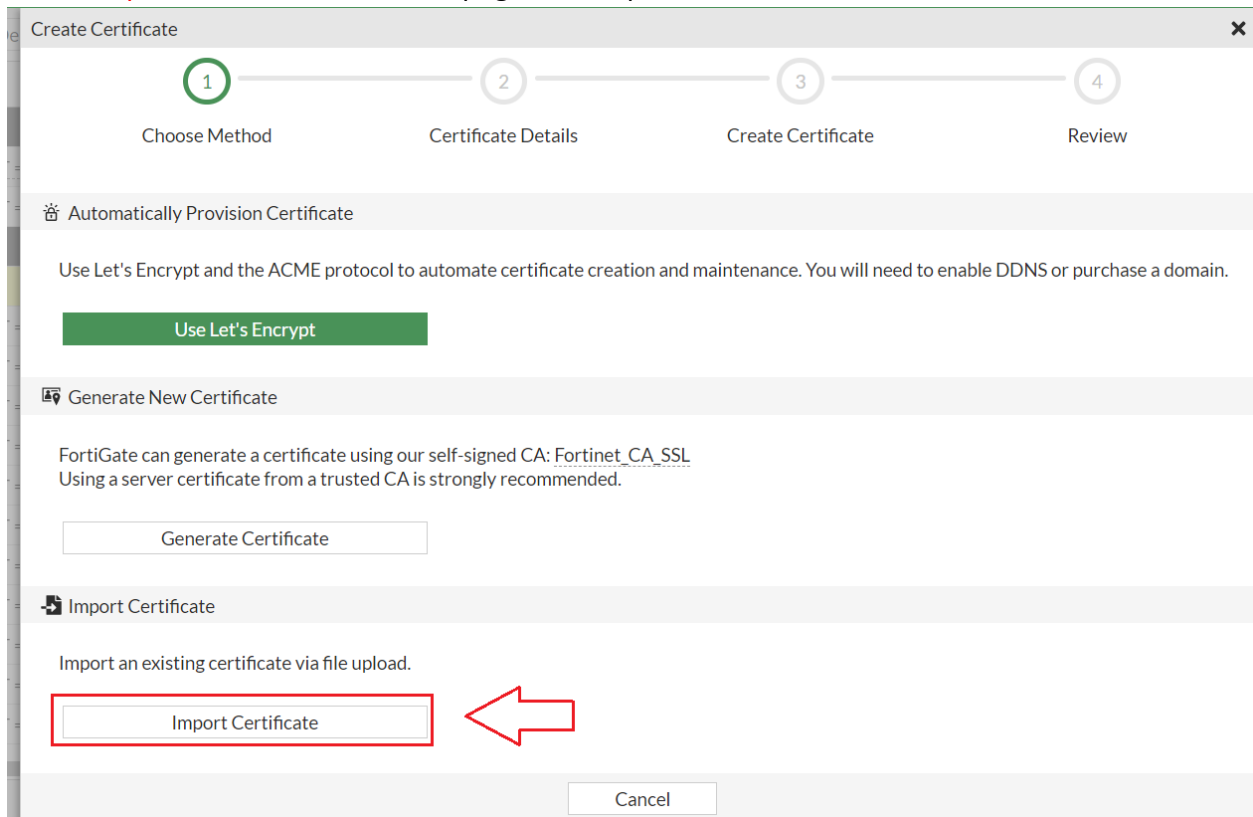 Create Certificate
1
2
3
4
Choose Method
Certificate Details
Create Certificate
Review
Automatically Provision Certificate
Use Let's Encrypt and the ACME protocol to automate certificate creation and maintenance. You will need to enable DDNS or purchase a domain.
Use Let's Encrypt
Generate New Certificate
FortiGate can generate a certificate using our self-signed CA: Fortinet_CA_SSL
Using a server certificate from a trusted CA is strongly recommended.
Generate Certificate
Import Certificate
Import an existing certificate via file upload.
Import Certificate
Cancel